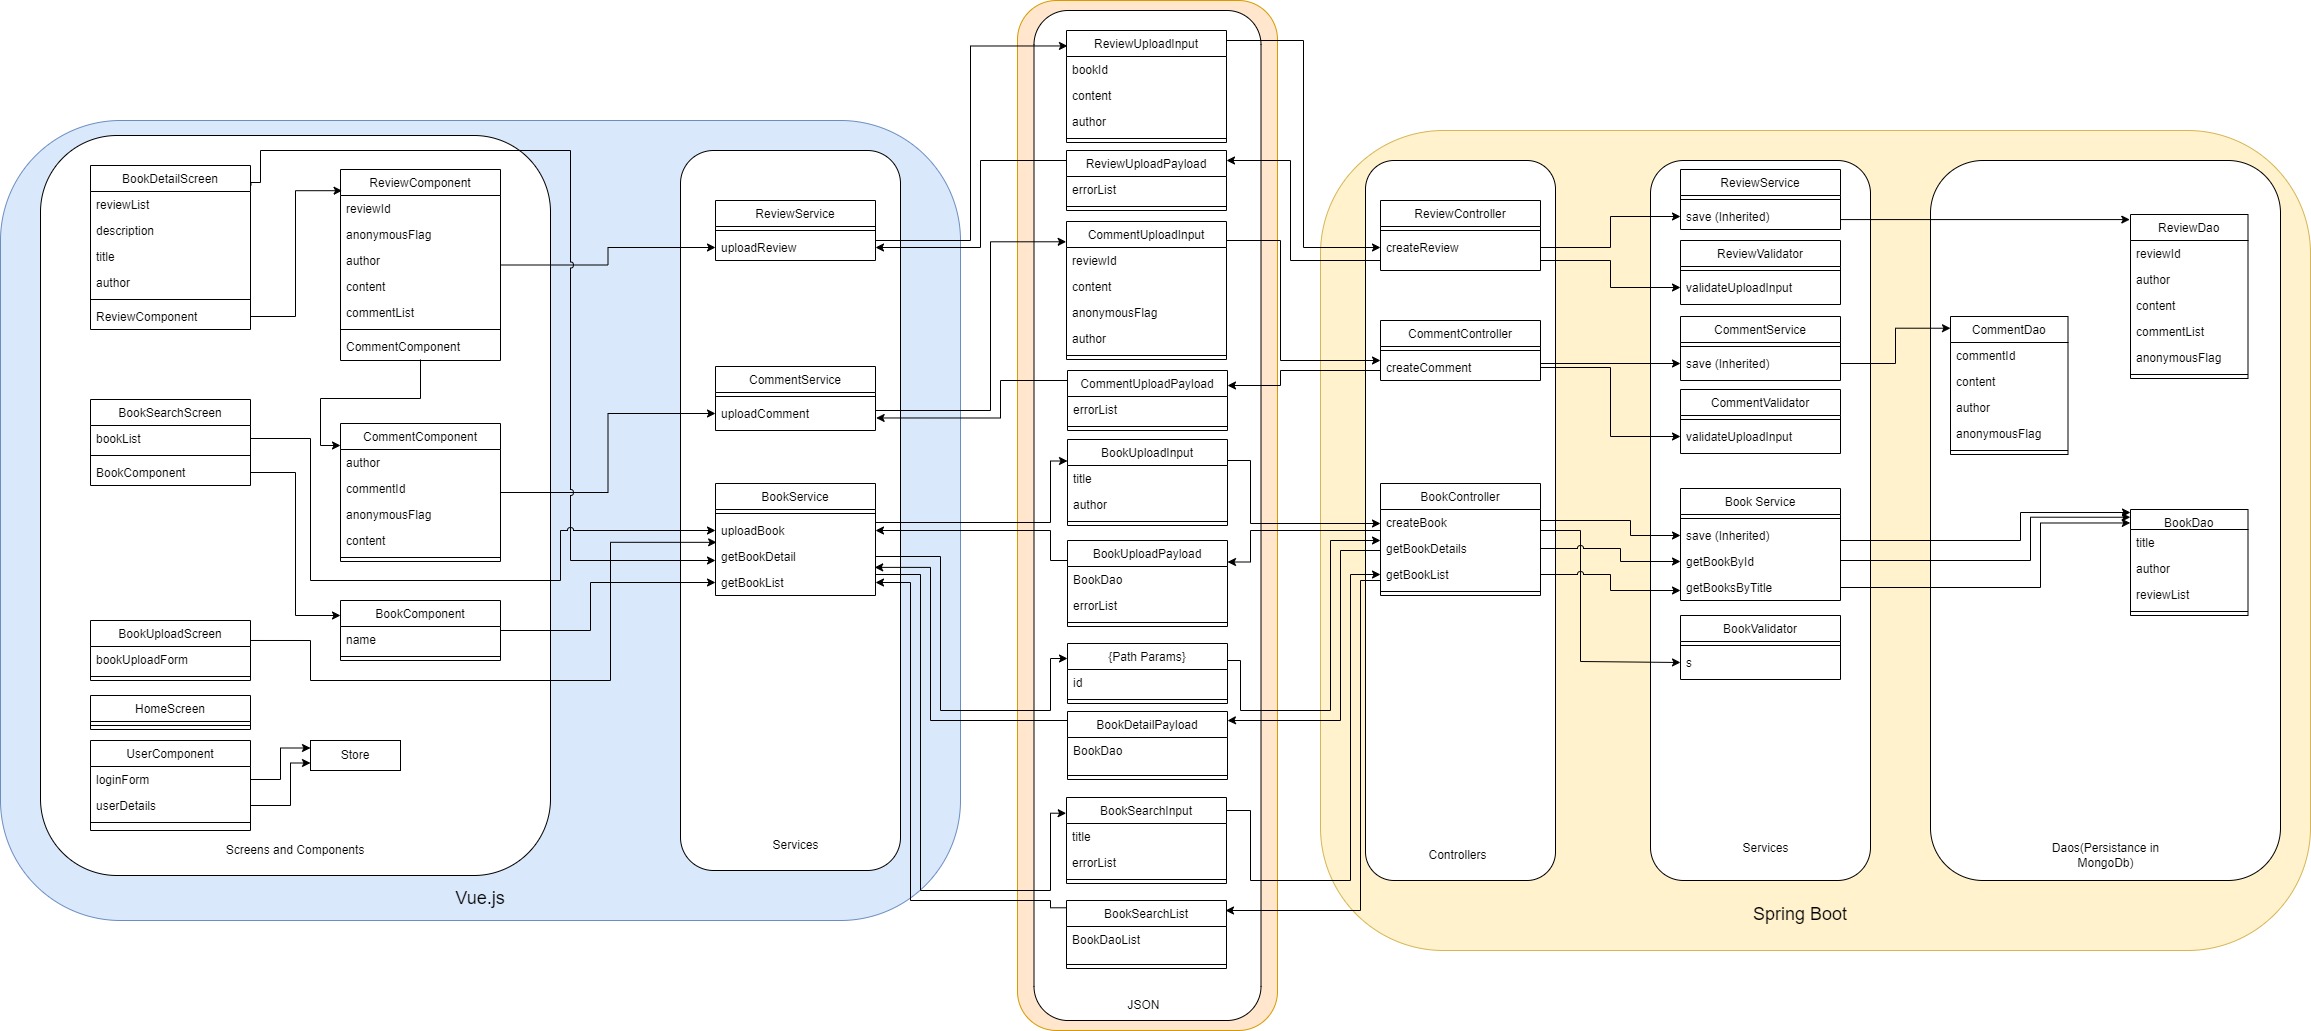 BookDetailScreen
reviewList
description
title
author
ReviewComponent
ReviewComponent
reviewId
anonymousFlag
author
content
commentList
CommentComponent
BookSearchScreen
bookList
BookComponent
CommentComponent
author
commentId
anonymousFlag
content
BookComponent
name
BookUploadScreen
bookUploadForm
HomeScreen
UserComponent
loginForm
userDetails
Store
Screens and Components
ReviewService
uploadReview
CommentService
uploadComment
BookService
uploadBook
getBookDetail
getBookList
Services
Vue.js
ReviewUploadInput
bookId
content
author
ReviewUploadPayload
errorList
CommentUploadInput
reviewId
content
anonymousFlag
author
CommentUploadPayload
errorList
BookUploadInput
title
author
BookUploadPayload
BookDao
errorList
{Path Params}
id
BookDetailPayload
BookDao
BookSearchInput
title
errorList
BookSearchList
BookDaoList
JSON
ReviewController
createReview
CommentController
createComment
BookController
createBook
getBookDetails
getBookList
Controllers
ReviewService
save (Inherited)
ReviewValidator
validateUploadInput
CommentService
save (Inherited)
CommentValidator
validateUploadInput
Book Service
save (Inherited)
getBookById
getBooksByTitle
BookValidator
s
Services
ReviewDao
reviewId
author
content
commentList
anonymousFlag
CommentDao
commentId
content
author
anonymousFlag
BookDao
title
author
reviewList
Daos(Persistance in
MongoDb)
Spring Boot